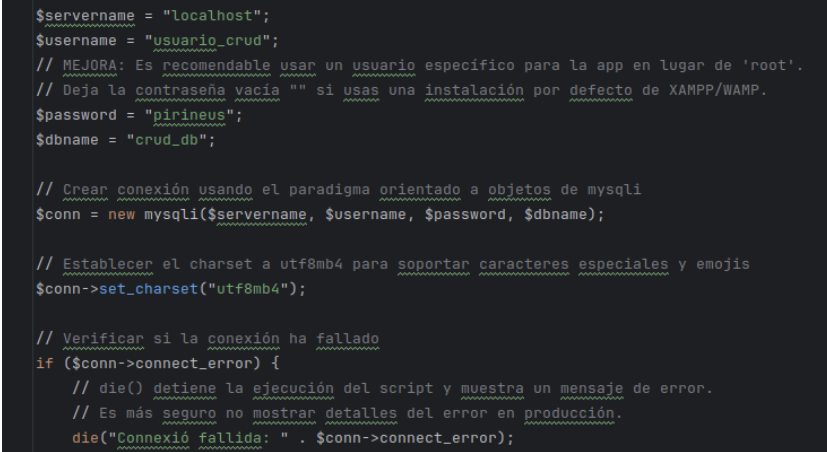 $servername = "localhost";
$username = "usuario_crud";
// MEJORA: Es recomendable usar un usuario específico para la app en lugar de 'root'.
// Deja la contraseña vacía "" si usas una instalación por defecto de XAMPP/WAMP.
$password = "pirineus";
$dbname = "crud_db";
// Crear conexión usando el paradigma orientado a objetos de mysqli
$conn = new mysqli($servername, $username, $password, $dbname);
// Establecer el charset a utf8mb4 para soportar caracteres especiales y emojis
$conn->set_charset("utf8mb4");
// Verificar si la conexión ha fallado
if ($conn->connect_error) {
// die() detiene la ejecución del script y muestra un mensaje de error.
// Es más seguro no mostrar detalles del error en producción.
die("Connexió fallida: " . $conn->connect_error);